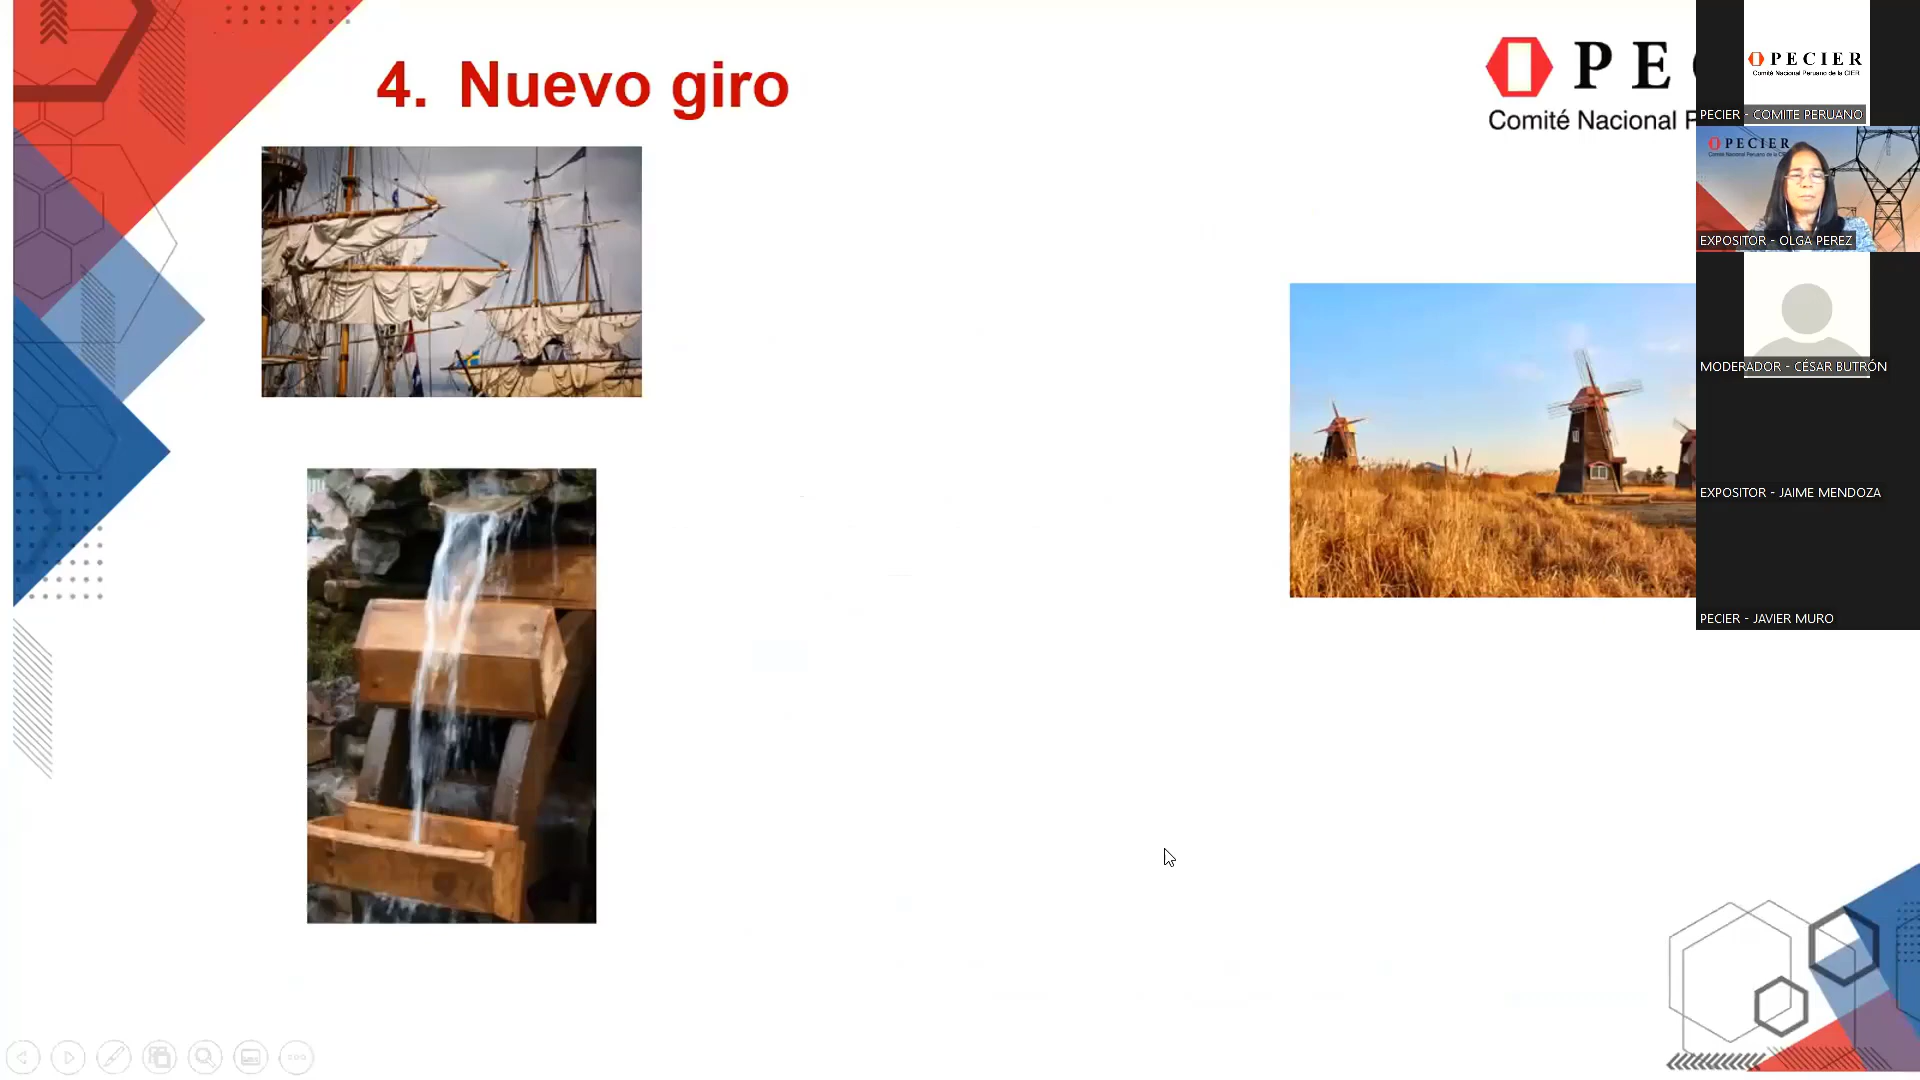 4. Nuevo giro
PEC
Comité Nacional P
PECIER
Comité Nacional Peruano de la CIER
PECIER - COMITE PERUANO
PECIER
Comité Nacional Peruano de la CIER
EXPOSITOR - OLGA PEREZ
MODERADOR - CÉSAR BUTRÓN
EXPOSITOR - JAIME MENDOZA
PECIER - JAVIER MURO